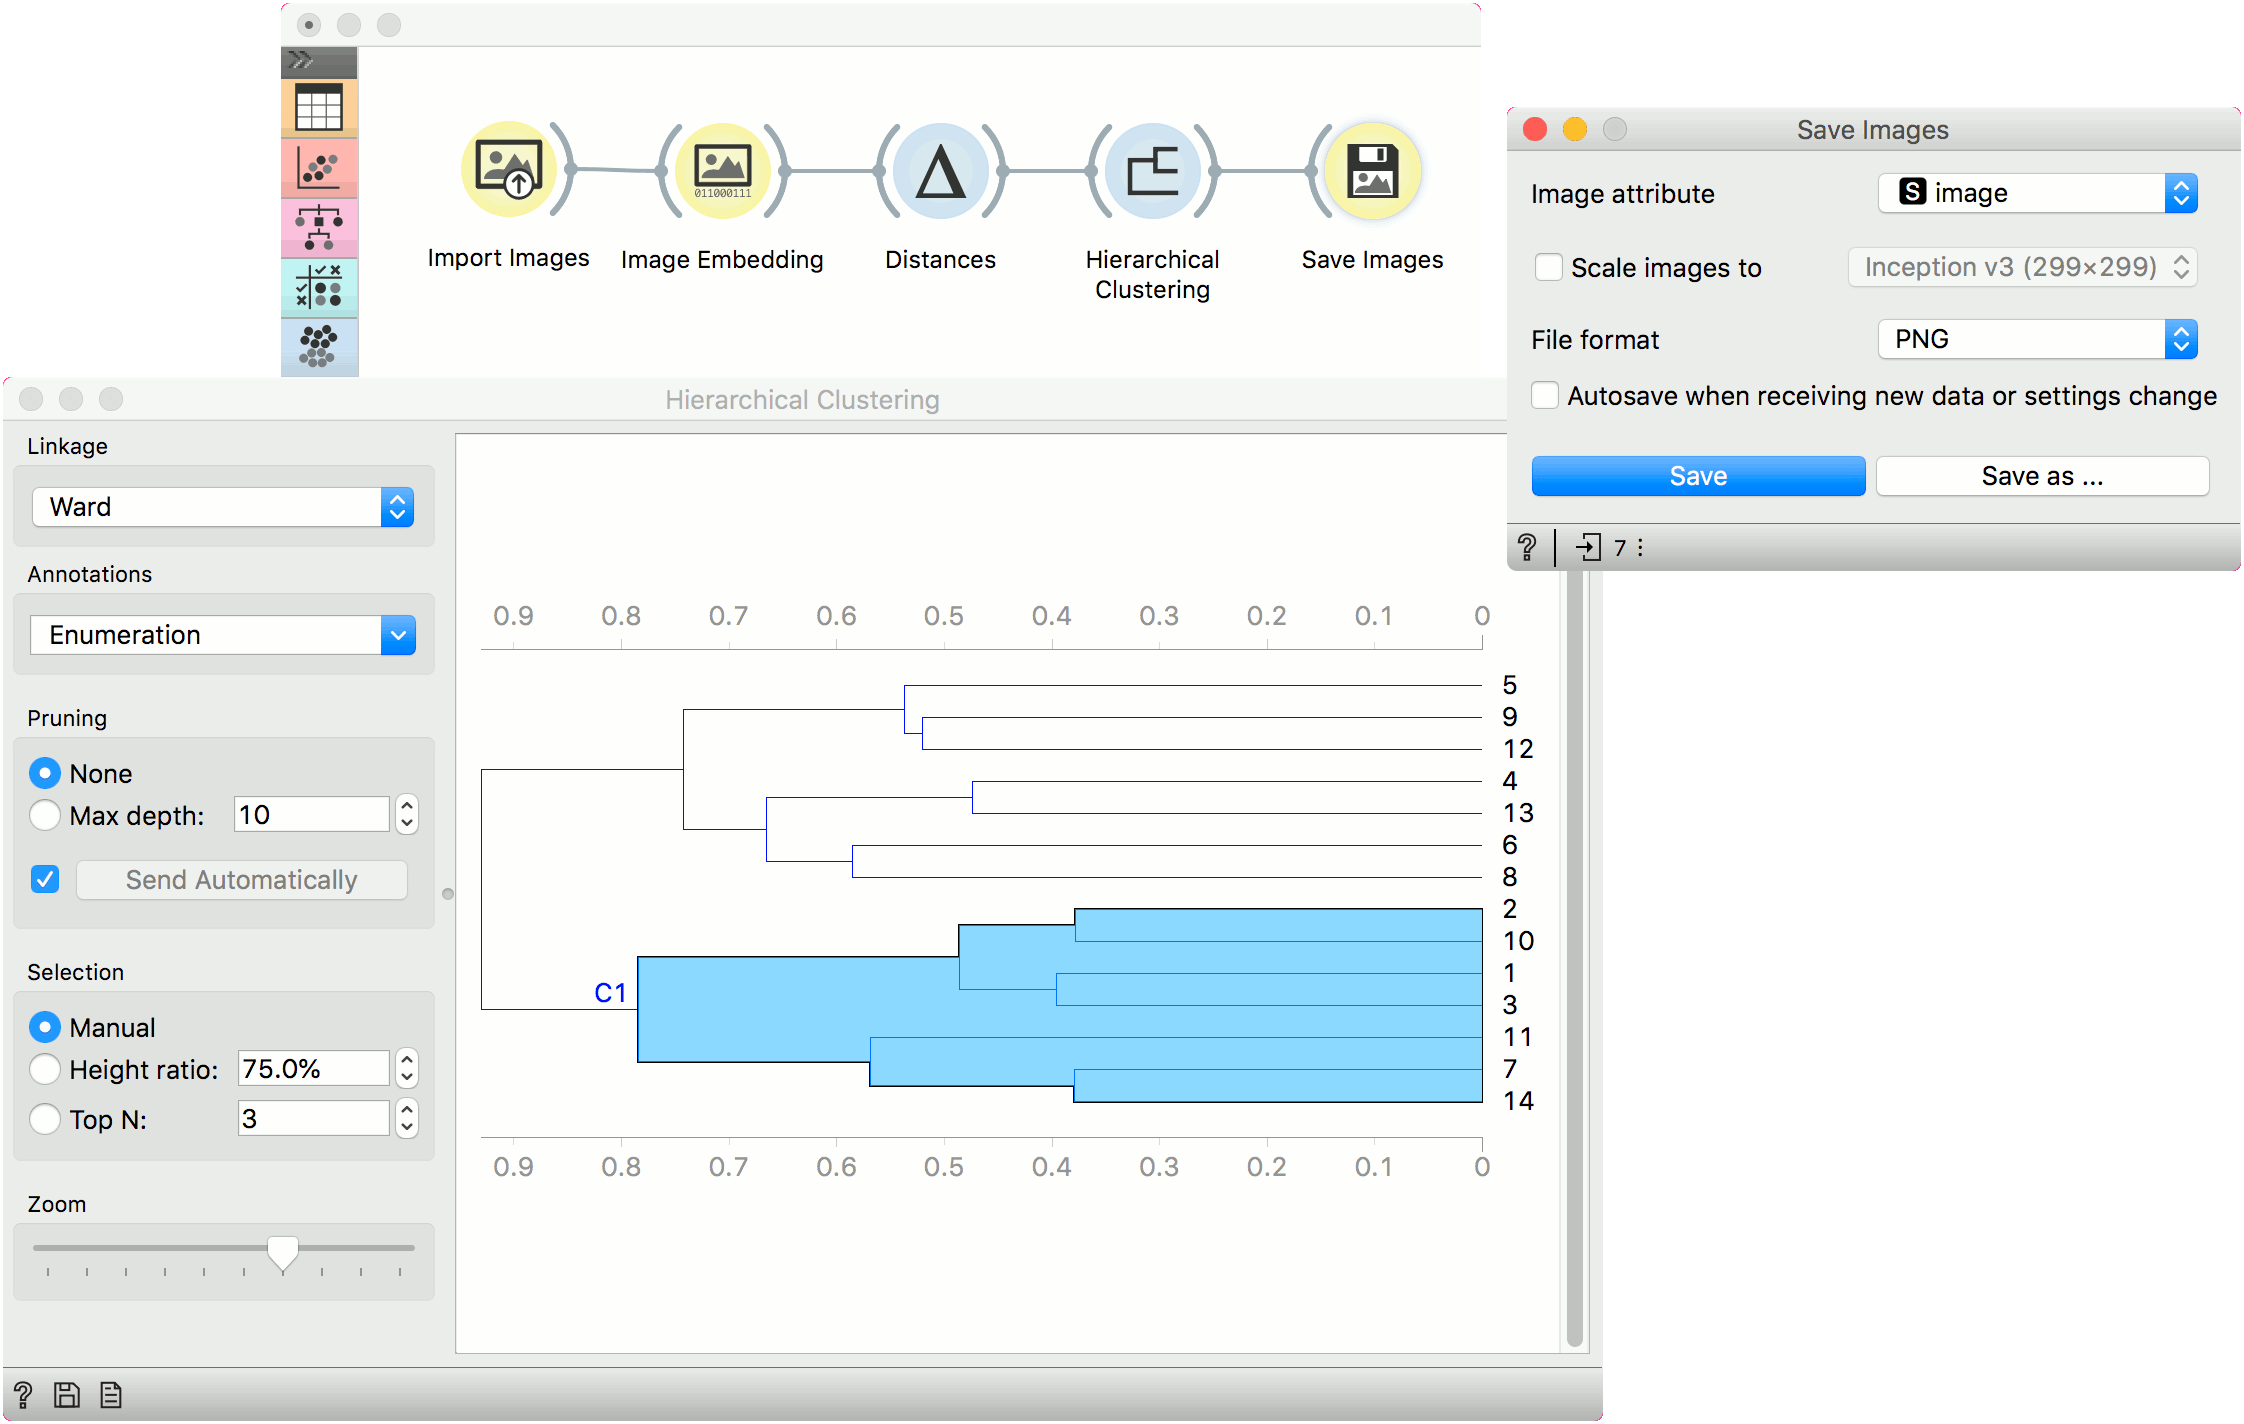 011000111
Import Images
Image Embedding
Distances
Hierarchical
Clustering
Save Images
Save Images
Image attribute
S image
Scale images to
Inception v3 (299×299)
File format
PNG
Autosave when receiving new data or settings change
Save
Save as ...
? 7
Hierarchical Clustering
Linkage
Ward
Annotations
Enumeration
Pruning
None
Max depth: 10
Send Automatically
Selection
Manual
Height ratio: 75.0%
Top N: 3
Zoom
0.9 0.8 0.7 0.6 0.5 0.4 0.3 0.2 0.1 0
5
9
12
4
13
6
8
2
10
1
3
11
7
14
C1
0.9 0.8 0.7 0.6 0.5 0.4 0.3 0.2 0.1 0
?